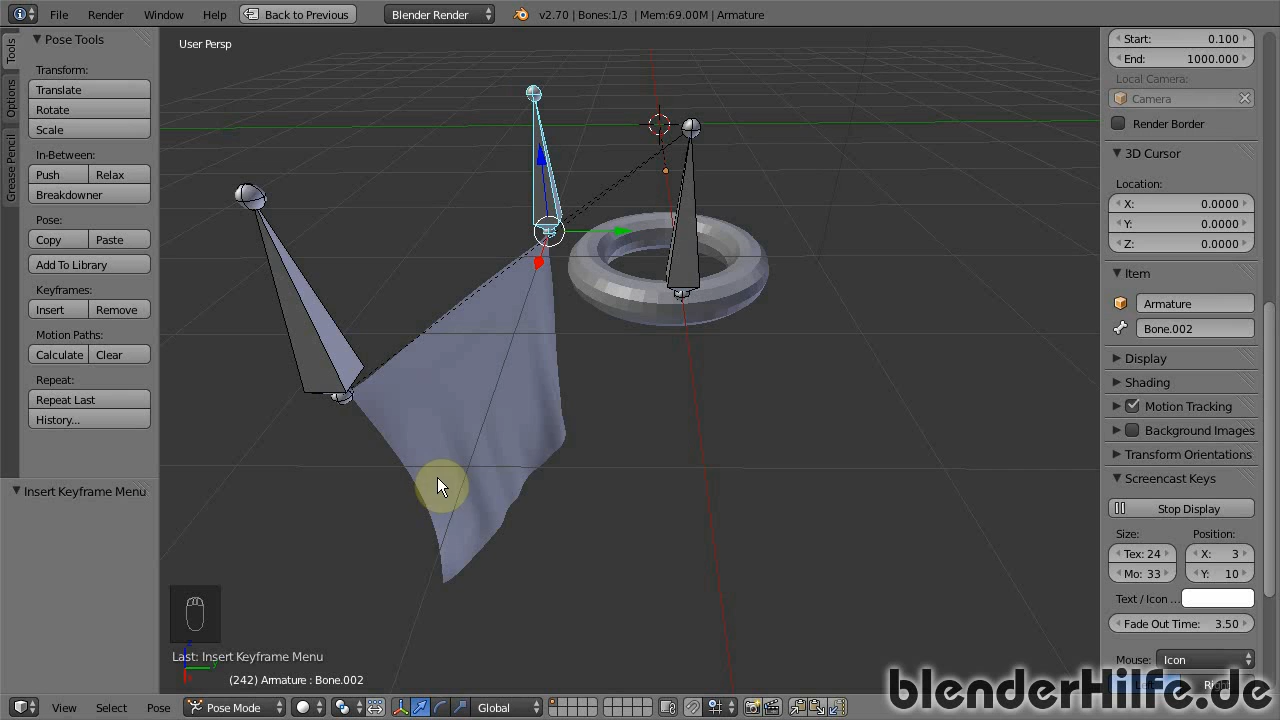 File Render Window Help Back to Previous Blender Render v2.70 | Bones:1/3 | Mem:69.00M | Armature
Tools
Options
Grease Pencil
Pose Tools
Transform:
Translate
Rotate
Scale
In-Between:
Push Relax
Breakdowner
Pose:
Copy Paste
Add To Library
Keyframes:
Insert Remove
Motion Paths:
Calculate Clear
Repeat:
Repeat Last
History...
Insert Keyframe Menu
User Persp
Last: Insert Keyframe Menu
(242) Armature : Bone.002
Start: 0.100
End: 1000.000
Local Camera:
Camera
Render Border
3D Cursor
Location:
X: 0.0000
Y: 0.0000
Z: 0.0000
Item
Armature
Bone.002
Display
Shading
Motion Tracking
Background Images
Transform Orientations
Screencast Keys
Stop Display
Size: Position:
Tex: 24 X: 3
Mo: 33 Y: 10
Text / Icon ...
Fade Out Time: 3.50
Mouse: Icon
View Select Pose Pose Mode Global
blenderHilfe.de